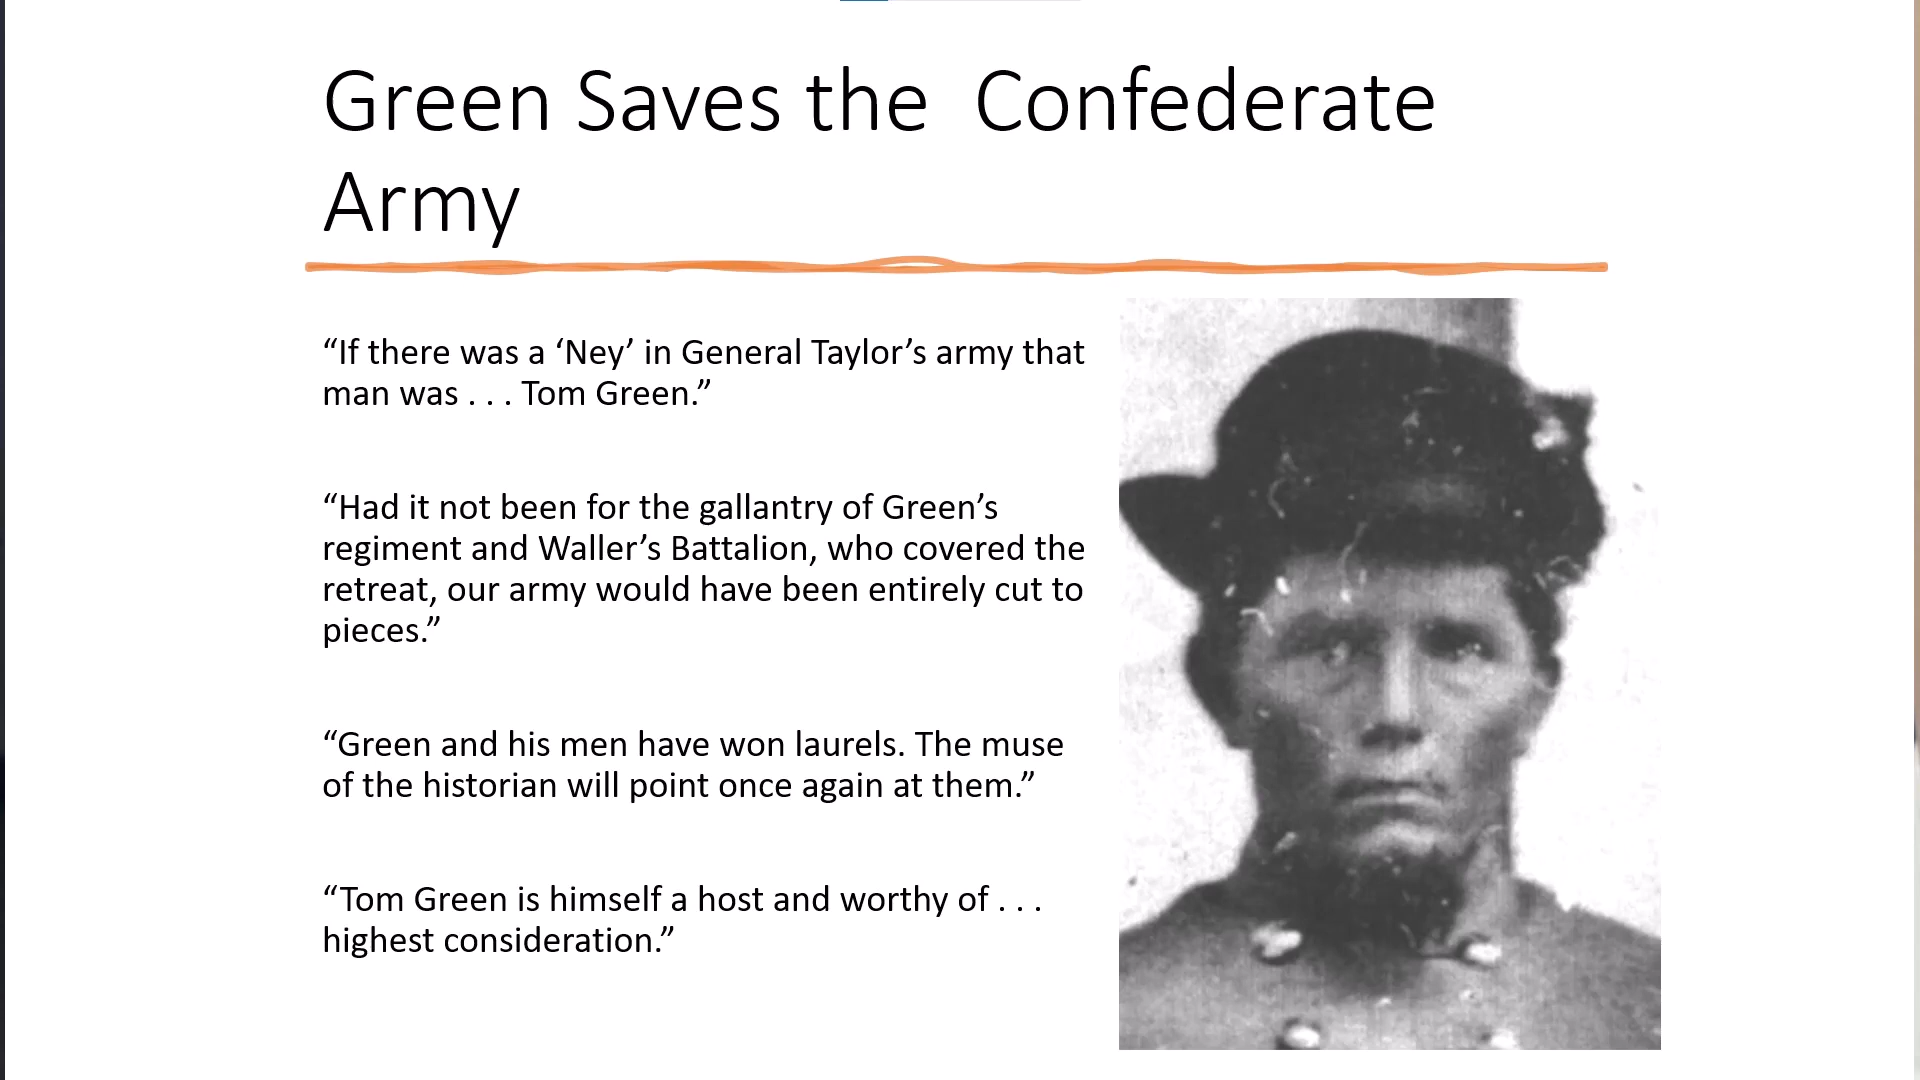 Green Saves the  Confederate
Army
“If there was a ‘Ney’ in General Taylor’s army that
man was . . . Tom Green.”
“Had it not been for the gallantry of Green’s
regiment and Waller’s Battalion, who covered the
retreat, our army would have been entirely cut to
pieces.”
“Green and his men have won laurels. The muse
of the historian will point once again at them.”
“Tom Green is himself a host and worthy of . . .
highest consideration.”